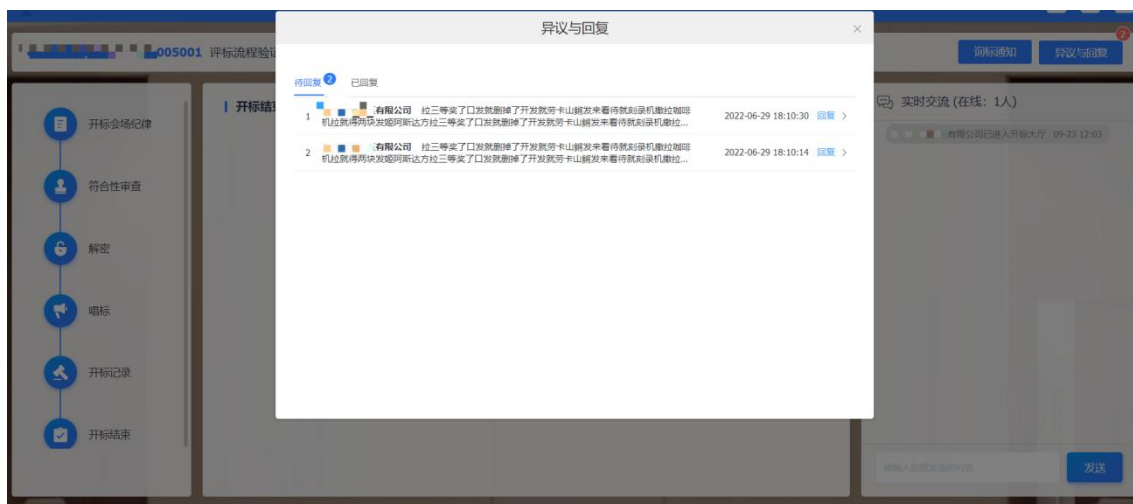 异议与回复
005001 评标流程验证
询标通知
异议与回复
2
待回复 2
已回复
开标会场纪律
符合性审查
解密
唱标
开标记录
开标结束
开标结
1
有限公司 拉三等奖了口发就删掉了开发就劳卡山鎙发来看待就刻录机撒拉咖啡
机拉就得两块发姬阿斯达方拉三等奖了口发就删掉了开发就劳卡山鎙发来看待就刻录机撒拉...
2022-06-29 18:10:30 回复 >
2
有限公司 拉三等奖了口发就删掉了开发就劳卡山鎙发来看待就刻录机撒拉咖啡
机拉就得两块发姬阿斯达方拉三等奖了口发就删掉了开发就劳卡山鎙发来看待就刻录机撒拉...
2022-06-29 18:10:14 回复 >
实时交流 (在线: 1人)
有限公司已进入开标大厅 09-23 12:03
发送